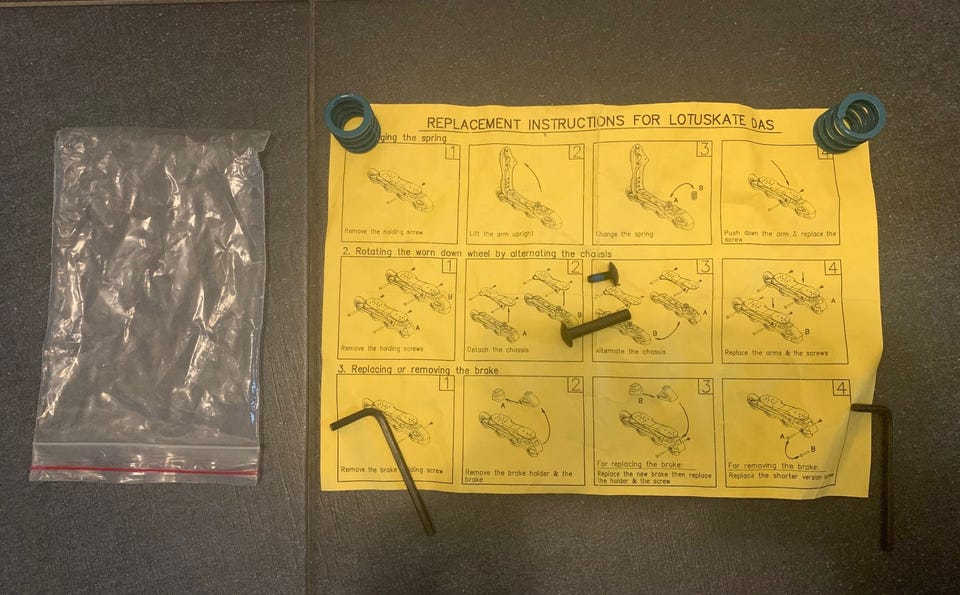 REPLACEMENT INSTRUCTIONS FOR LOTUSKATE DAS
the spring
1
2
3
4
A
B
Remove the holding screw
Lift the arm upright
Change the spring
Push down the arm & replace the
screw
2. Rotating the worn down wheel by alternating the chassis
1
2
3
4
B
A
A
B
A
B
A
B
Remove the holding screws
Detach the chassis
Alternate the chassis
Replace the arms & the screws
3. Replacing or removing the brake
1
2
3
4
A
B
B
A
A
B
Remove the brake holding screw
Remove the brake holder & the
brake
For replacing the brake:
Replace the new brake then replace
the holder & the screw
For removing the brake:
Replace the shorter version